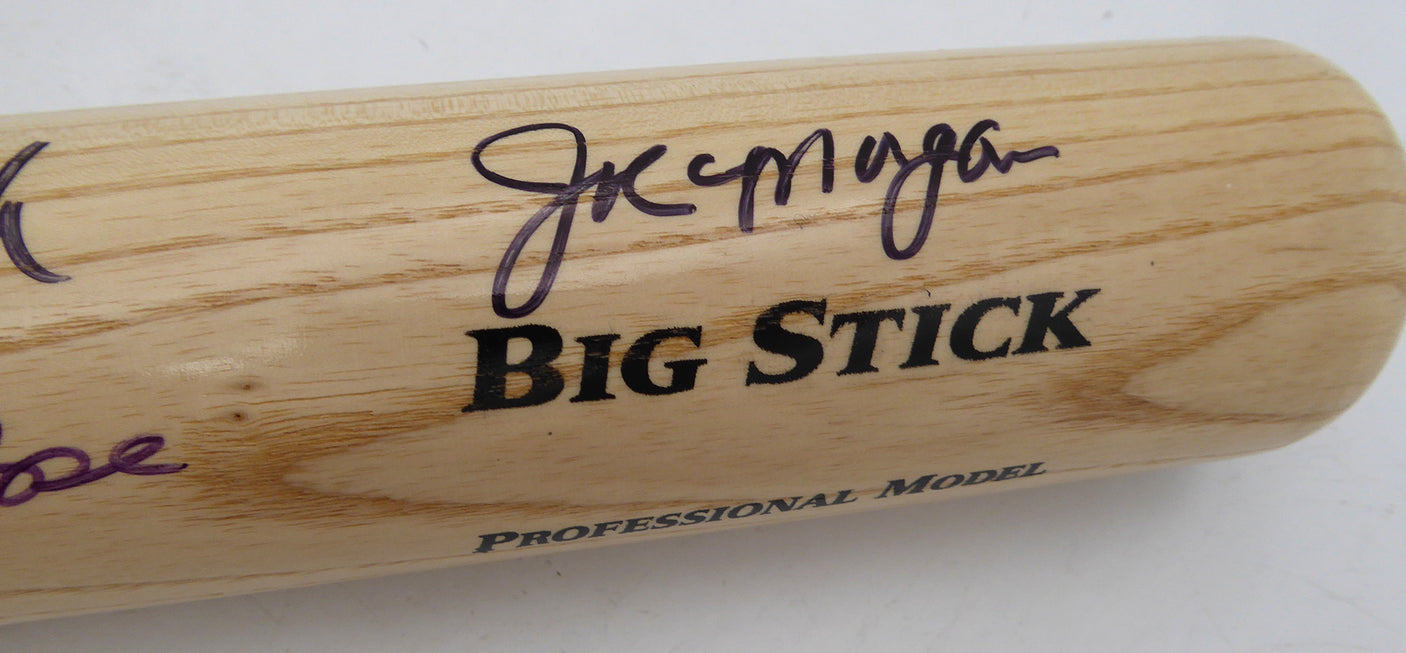 Joe Morgan
BIG STICK
PROFESSIONAL MODEL